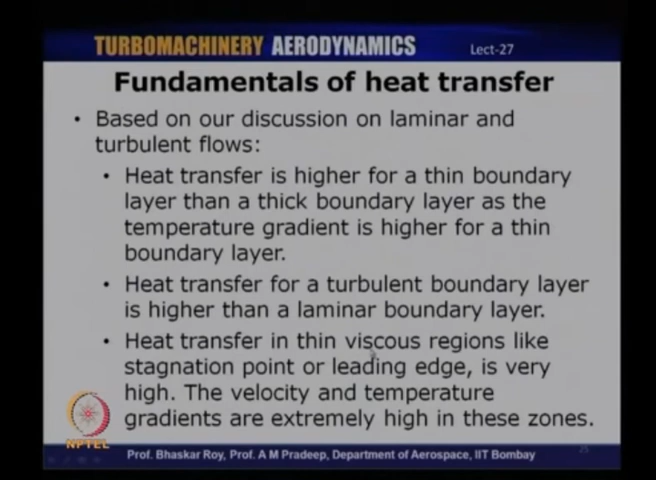 TURBOMACHINERY AERODYNAMICS Lect-27
Fundamentals of heat transfer
• Based on our discussion on laminar and
turbulent flows:
• Heat transfer is higher for a thin boundary
layer than a thick boundary layer as the
temperature gradient is higher for a thin
boundary layer.
• Heat transfer for a turbulent boundary layer
is higher than a laminar boundary layer.
• Heat transfer in thin viscous regions like
stagnation point or leading edge, is very
high. The velocity and temperature
gradients are extremely high in these zones.
NPTEL
Prof. Bhaskar Roy, Prof. A M Pradeep, Department of Aerospace, IIT Bombay